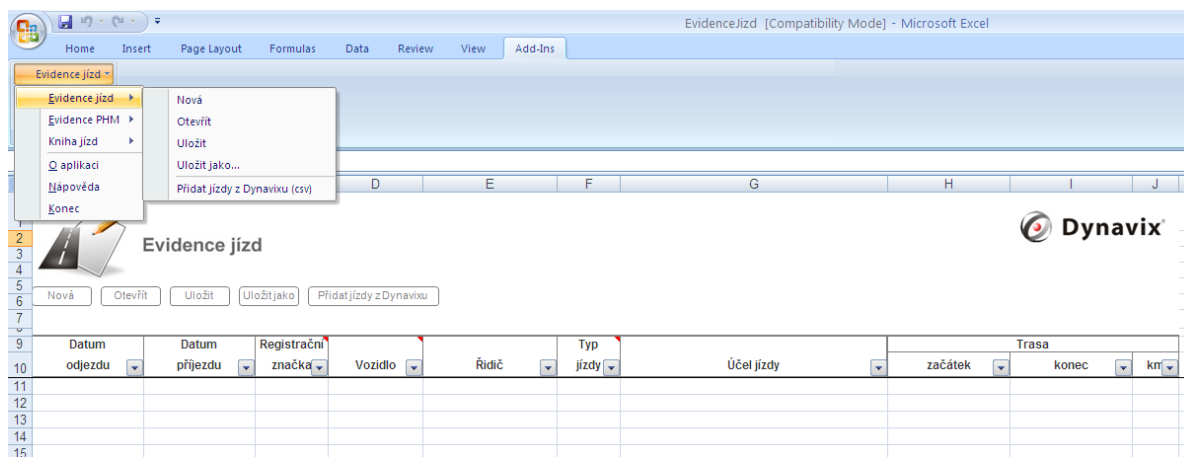 EvidenceJizd [Compatibility Mode] - Microsoft Excel
Home Insert Page Layout Formulas Data Review View Add-Ins
Evidence jízd
Evidence jízd
Evidence PHM
Kniha jízd
O aplikaci
Nápověda
Konec
Nová
Otevřít
Uložit
Uložit jako...
Přidat jízdy z Dynavixu (csv)
D E F G H I J
Evidence jízd
Dynavix
Nová Otevřít Uložit Uložit jako Přidat jízdy z Dynavixu
Datum odjezdu
Datum příjezdu
Registrační značka
Vozidlo
Řidič
Typ jízdy
Účel jízdy
Trasa
začátek konec km
1
2
3
4
5
6
7
9
10
11
12
13
14
15